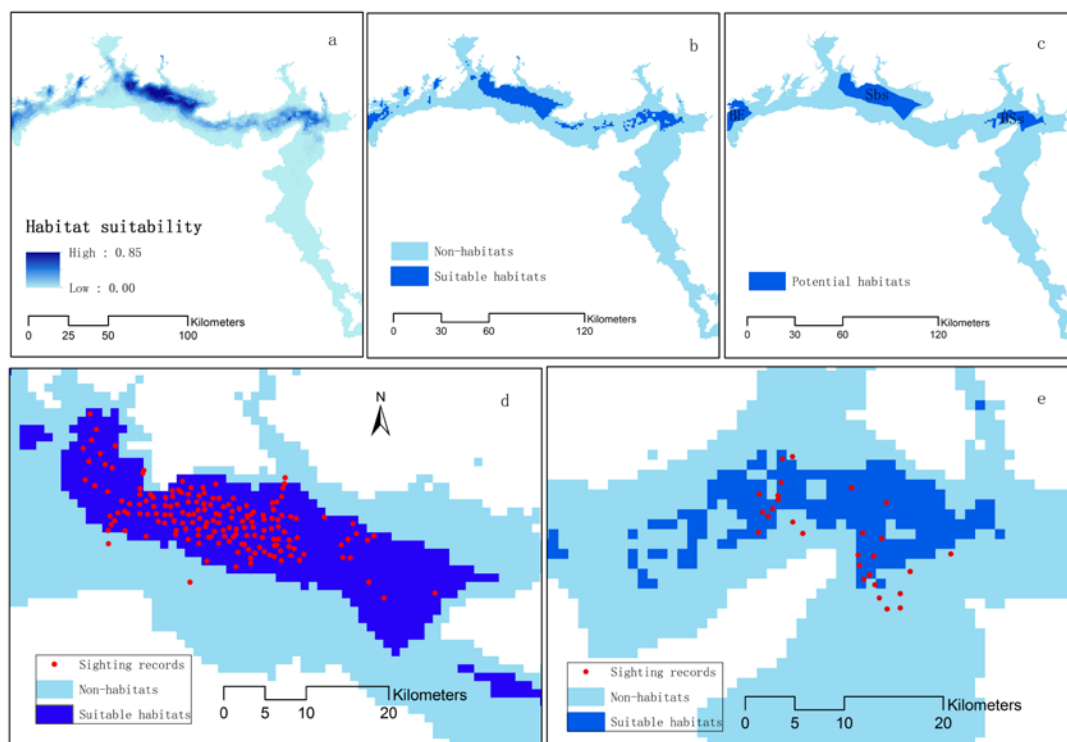 a
Habitat suitability
High : 0.85
Low : 0.00
0 25 50 100
Kilometers
b
Non-habitats
Suitable habitats
0 30 60 120
Kilometers
c
BE
Sbs
BSs
Potential habitats
0 30 60 120
Kilometers
d
N
Sighting records
Non-habitats
Suitable habitats
0 5 10 20
Kilometers
e
Sighting records
Non-habitats
Suitable habitats
0 5 10 20
Kilometers